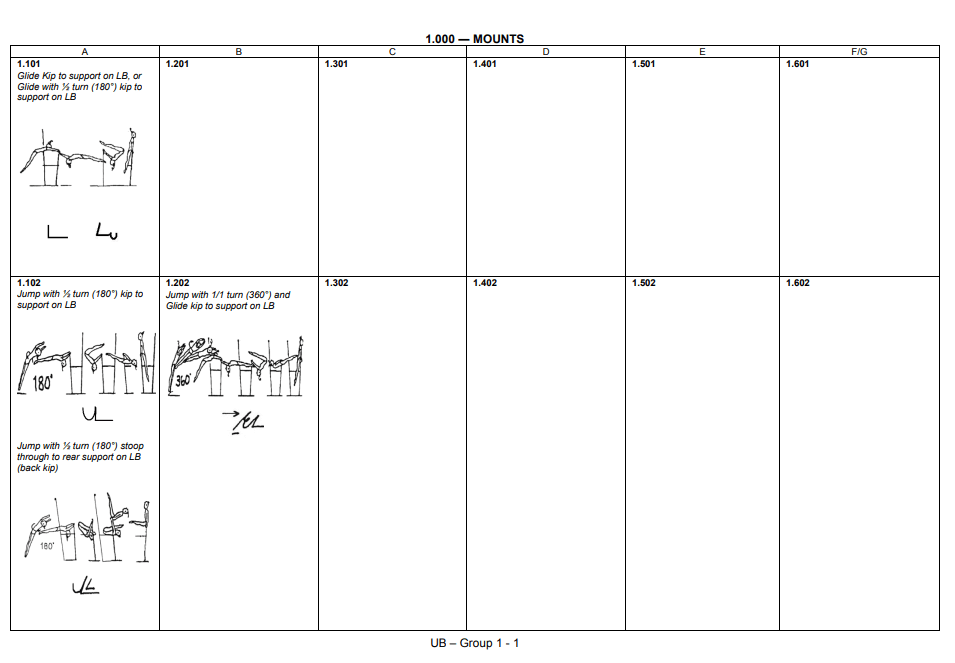 1.000 — MOUNTS
A B C D E F/G
1.101 1.201 1.301 1.401 1.501 1.601
Glide Kip to support on LB, or
Glide with ½ turn (180°) kip to
support on LB
1.102 1.202 1.302 1.402 1.502 1.602
Jump with ½ turn (180°) kip to
support on LB
180°
Jump with ½ turn (180°) stoop
through to rear support on LB
(back kip)
180°
Jump with 1/1 turn (360°) and
Glide kip to support on LB
360°
UB – Group 1 - 1